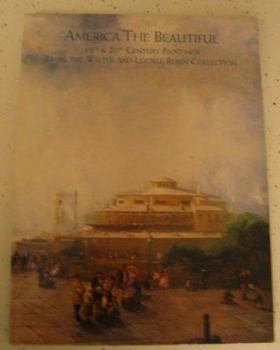 AMERICA THE BEAUTIFUL
19TH & 20TH CENTURY PAINTINGS
FROM THE WALTER AND LUCILLE RUBIN COLLECTION